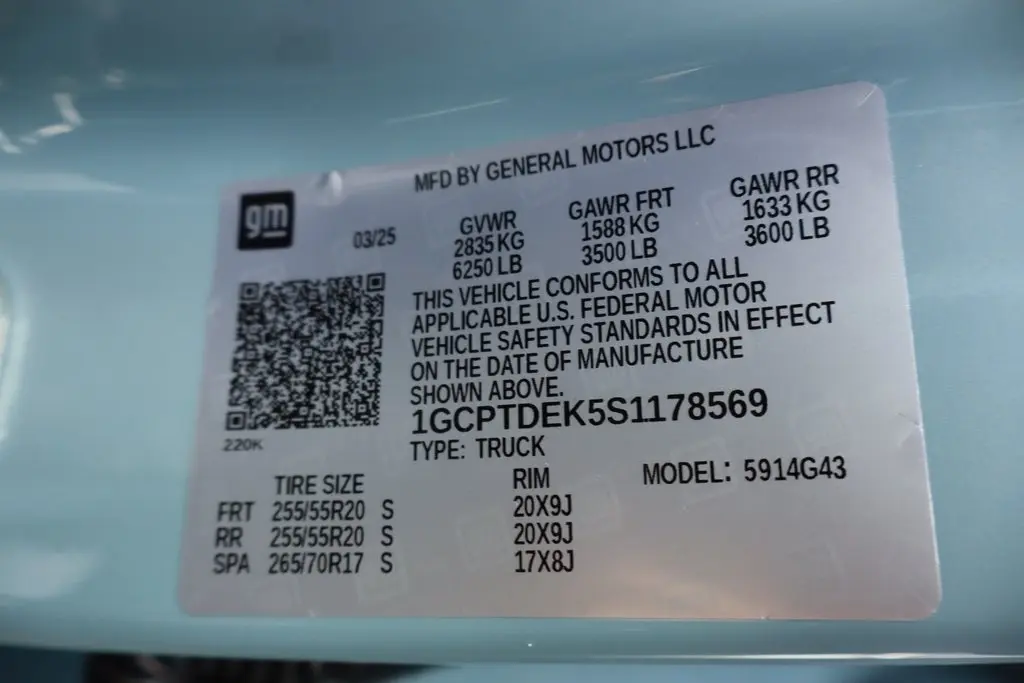 MFD BY GENERAL MOTORS LLC
gm
03/25
GVWR GAWR FRT GAWR RR
2835 KG 1588 KG 1633 KG
6250 LB 3500 LB 3600 LB
THIS VEHICLE CONFORMS TO ALL
APPLICABLE U.S. FEDERAL MOTOR
VEHICLE SAFETY STANDARDS IN EFFECT
ON THE DATE OF MANUFACTURE
SHOWN ABOVE.
1GCPTDEK5S1178569
220K
TYPE: TRUCK
TIRE SIZE RIM MODEL: 5914G43
FRT 255/55R20 S 20X9J
RR 255/55R20 S 20X9J
SPA 265/70R17 S 17X8J